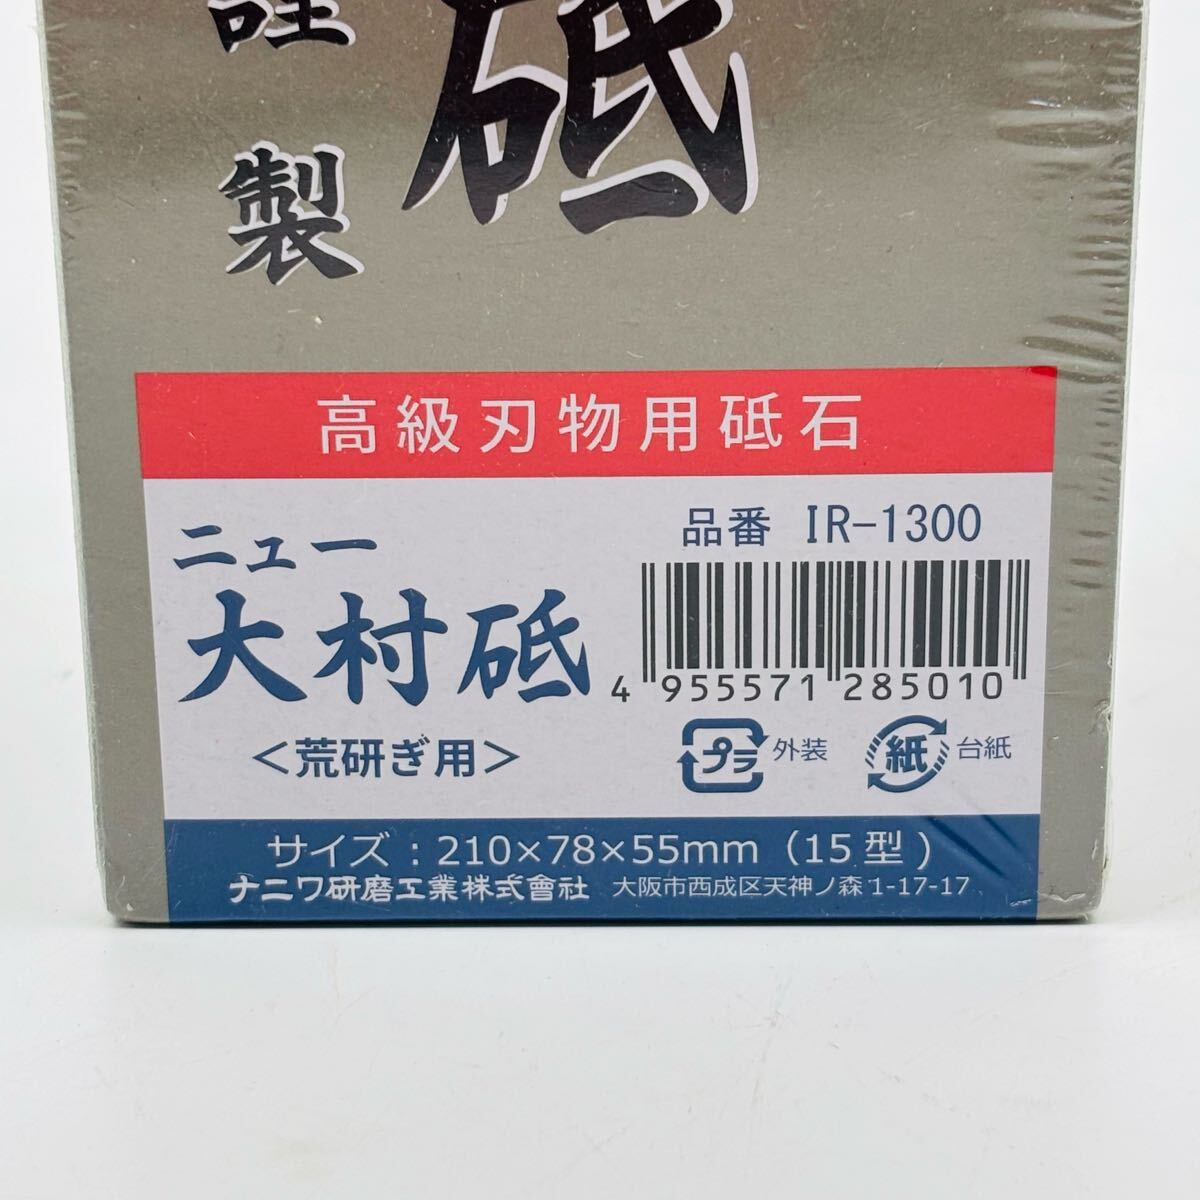 砥
謹製
高級刃物用砥石
ニュー
大村砥
＜荒研ぎ用＞
品番 IR-1300
4 955571 285010
プラ 外装
紙 台紙
サイズ：210×78×55mm（15型）
ナニワ研磨工業株式會社 大阪市西成区天神ノ森1-17-17